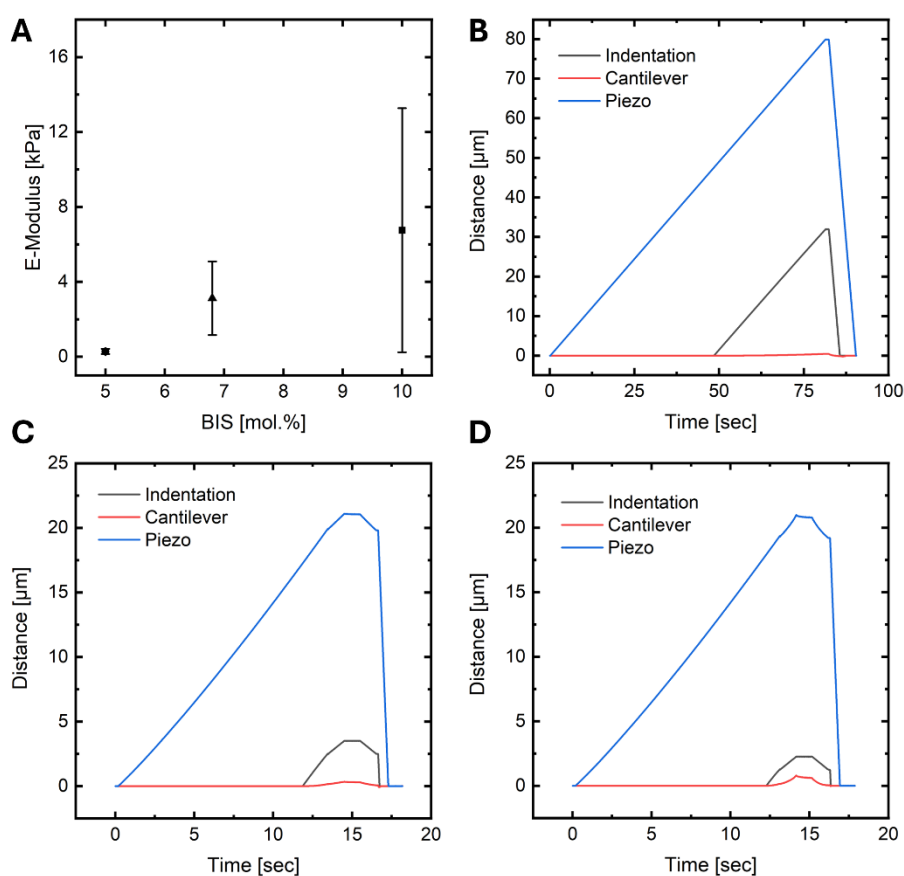 A
E-Modulus [kPa]
16
12
8
4
0
5 6 7 8 9 10
BIS [mol.%]
B
Indentation
Cantilever
Piezo
Distance [µm]
80
70
60
50
40
30
20
10
0
0 25 50 75 100
Time [sec]
C
Indentation
Cantilever
Piezo
Distance [µm]
25
20
15
10
5
0
0 5 10 15 20
Time [sec]
D
Indentation
Cantilever
Piezo
Distance [µm]
25
20
15
10
5
0
0 5 10 15 20
Time [sec]